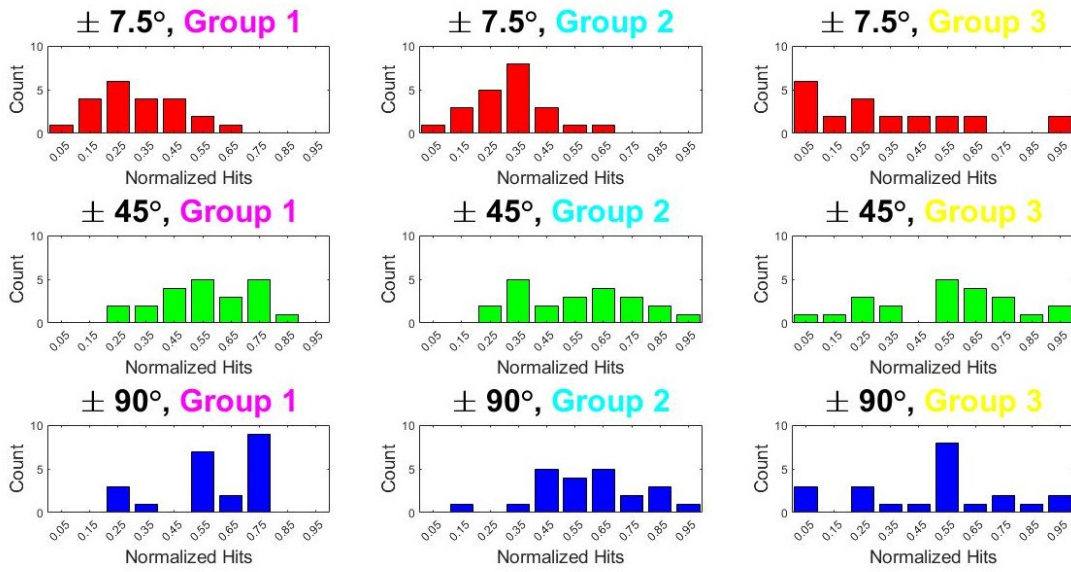 ± 7.5°, Group 1
10
5
0
Count
0.05 0.15 0.25 0.35 0.45 0.55 0.65 0.75 0.85 0.95
Normalized Hits
± 7.5°, Group 2
10
5
0
Count
0.05 0.15 0.25 0.35 0.45 0.55 0.65 0.75 0.85 0.95
Normalized Hits
± 7.5°, Group 3
10
5
0
Count
0.05 0.15 0.25 0.35 0.45 0.55 0.65 0.75 0.85 0.95
Normalized Hits
± 45°, Group 1
10
5
0
Count
0.05 0.15 0.25 0.35 0.45 0.55 0.65 0.75 0.85 0.95
Normalized Hits
± 45°, Group 2
10
5
0
Count
0.05 0.15 0.25 0.35 0.45 0.55 0.65 0.75 0.85 0.95
Normalized Hits
± 45°, Group 3
10
5
0
Count
0.05 0.15 0.25 0.35 0.45 0.55 0.65 0.75 0.85 0.95
Normalized Hits
± 90°, Group 1
10
5
0
Count
0.05 0.15 0.25 0.35 0.45 0.55 0.65 0.75 0.85 0.95
Normalized Hits
± 90°, Group 2
10
5
0
Count
0.05 0.15 0.25 0.35 0.45 0.55 0.65 0.75 0.85 0.95
Normalized Hits
± 90°, Group 3
10
5
0
Count
0.05 0.15 0.25 0.35 0.45 0.55 0.65 0.75 0.85 0.95
Normalized Hits